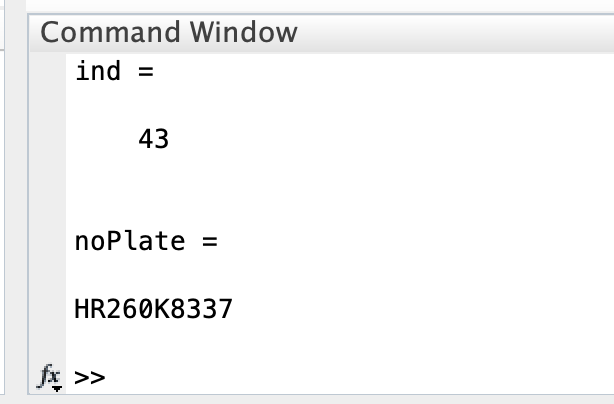 Command Window
ind =
43
noPlate =
HR260K8337
fx >>